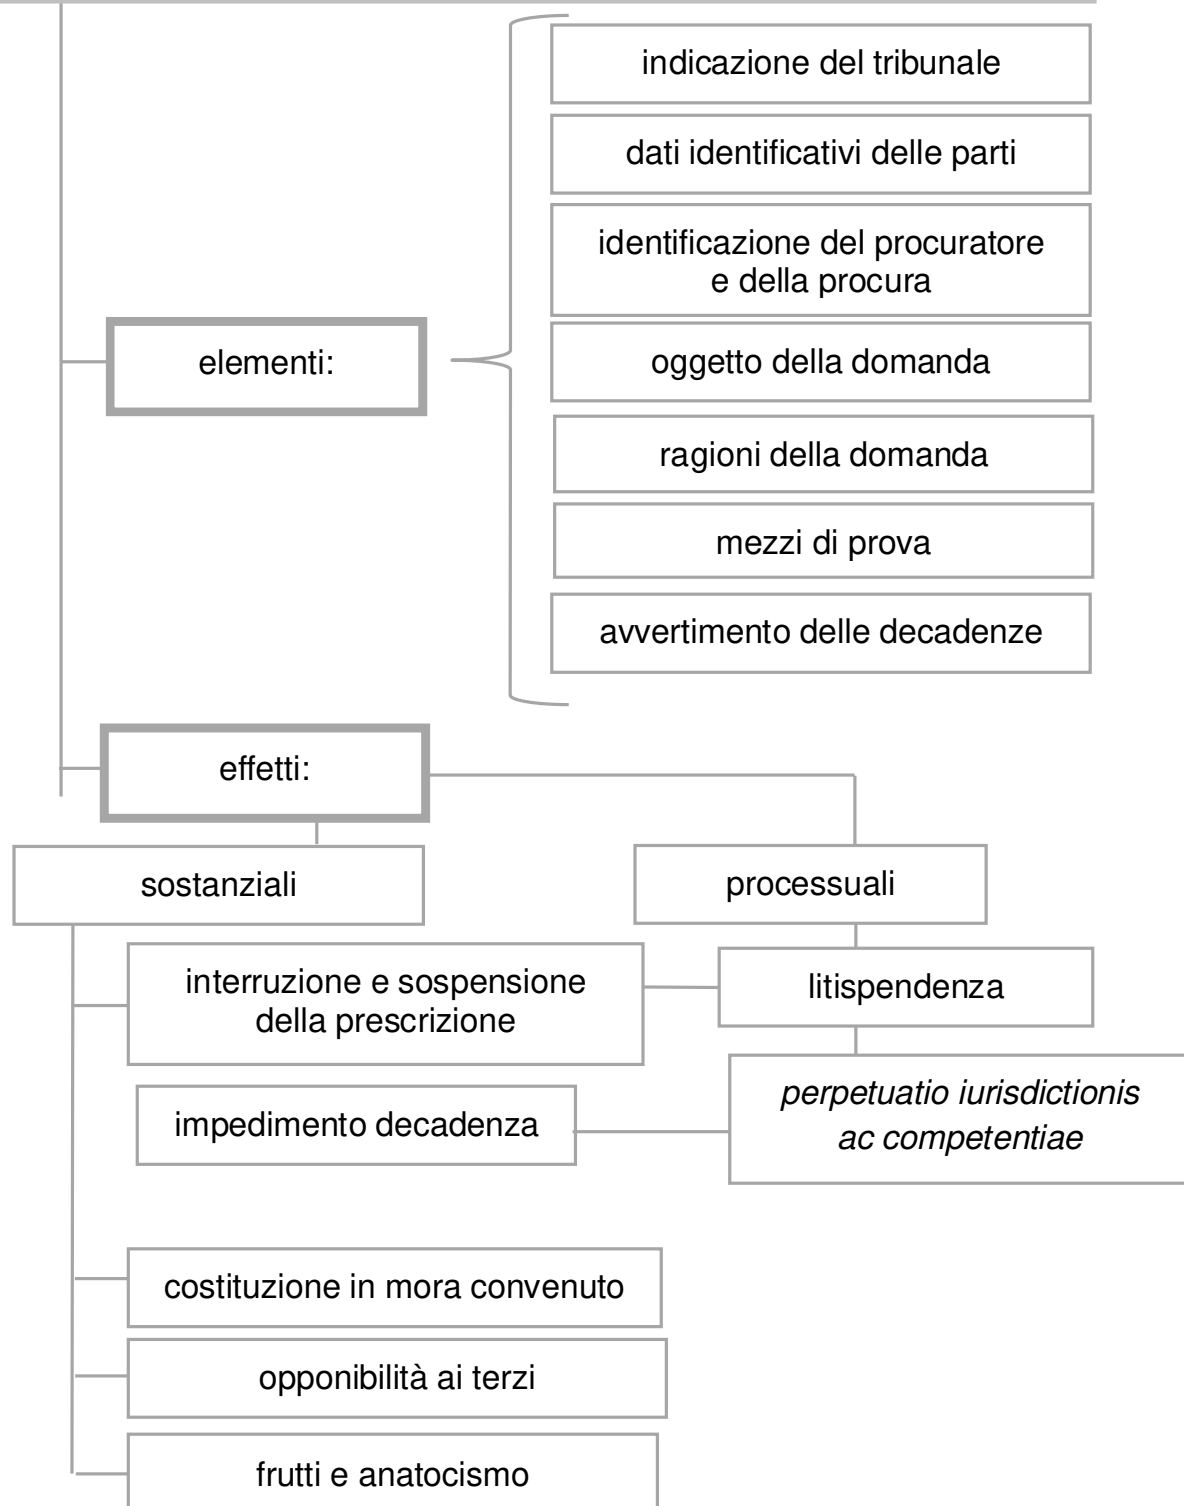 indicazione del tribunale
dati identificativi delle parti
identificazione del procuratore
e della procura
elementi:
oggetto della domanda
ragioni della domanda
mezzi di prova
avvertimento delle decadenze
effetti:
sostanziali
processuali
interruzione e sospensione
della prescrizione
litispendenza
impedimento decadenza
perpetuatio iurisdictionis
ac competentiae
costituzione in mora convenuto
opponibilità ai terzi
frutti e anatocismo